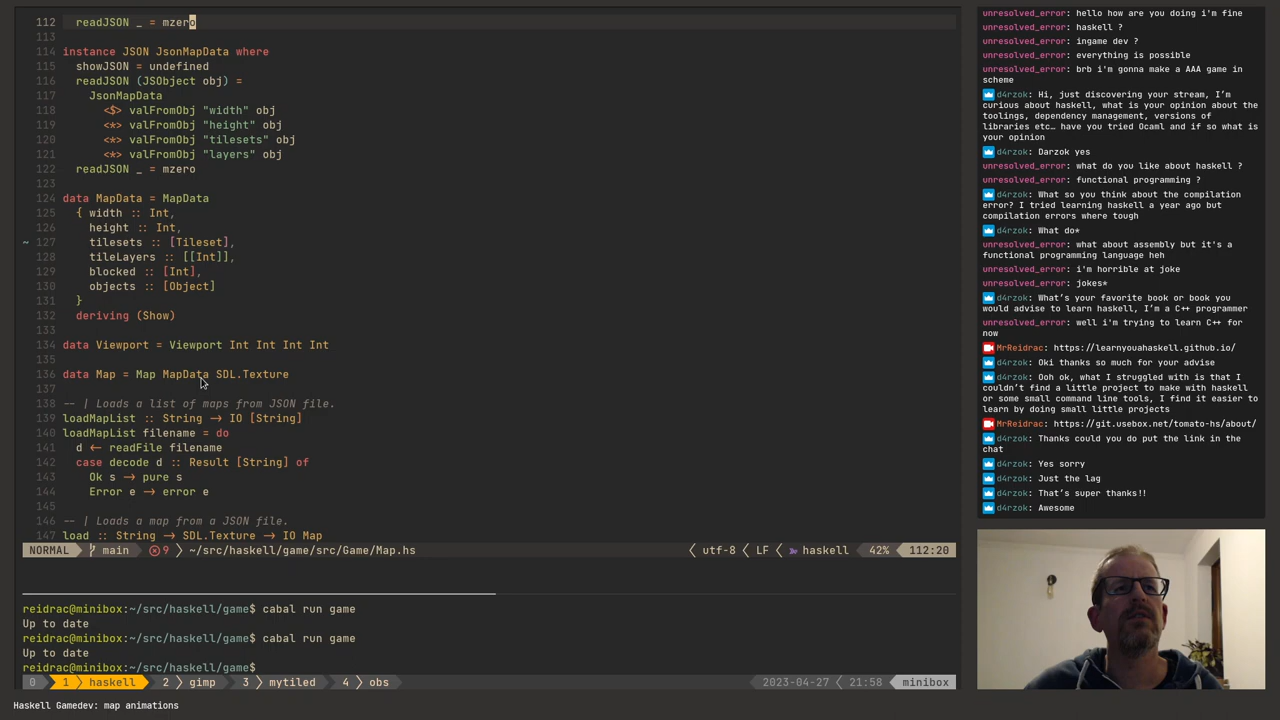 112   readJSON _ = mzero
113
114 instance JSON JsonMapData where
115   showJSON = undefined
116   readJSON (JSObject obj) =
117     JsonMapData
118       <$> valFromObj "width" obj
119       <*> valFromObj "height" obj
120       <*> valFromObj "tilesets" obj
121       <*> valFromObj "layers" obj
122   readJSON _ = mzero
123
124 data MapData = MapData
125   { width :: Int,
126     height :: Int,
~ 127     tilesets :: [Tileset],
128     tileLayers :: [[Int]],
129     blocked :: [Int],
130     objects :: [Object]
131   }
132   deriving (Show)
133
134 data Viewport = Viewport Int Int Int Int
135
136 data Map = Map MapData SDL.Texture
137
138 -- | Loads a list of maps from JSON file.
139 loadMapList :: String → IO [String]
140 loadMapList filename = do
141   d ← readFile filename
142   case decode d :: Result [String] of
143     Ok s → pure s
144     Error e → error e
145
146 -- | Loads a map from a JSON file.
147 load :: String → SDL.Texture → IO Map
NORMAL main 9 ~/src/haskell/game/src/Game/Map.hs utf-8 LF haskell 42% 112:20
reidrac@minibox:~/src/haskell/game$ cabal run game
Up to date
reidrac@minibox:~/src/haskell/game$ cabal run game
Up to date
reidrac@minibox:~/src/haskell/game$
0 1 haskell 2 gimp 3 mytiled 4 obs 2023-04-27 21:58 minibox
Haskell Gamedev: map animations
unresolved_error: hello how are you doing i'm fine
unresolved_error: haskell ?
unresolved_error: ingame dev ?
unresolved_error: everything is possible
unresolved_error: brb i'm gonna make a AAA game in
scheme
d4rzok: Hi, just discovering your stream, I'm
curious about haskell, what is your opinion about the
toolings, dependency management, versions of
libraries etc… have you tried Ocaml and if so what is
your opinion
d4rzok: Darzok yes
unresolved_error: what do you like about haskell ?
unresolved_error: functional programming ?
d4rzok: What so you think about the compilation
error? I tried learning haskell a year ago but
compilation errors where tough
d4rzok: What do*
unresolved_error: what about assembly but it's a
functional programming language heh
unresolved_error: i'm horrible at joke
unresolved_error: jokes*
d4rzok: What's your favorite book or book you
would advise to learn haskell, I'm a C++ programmer
unresolved_error: well i'm trying to learn C++ for
now
MrReidrac: https://learnyouahaskell.github.io/
d4rzok: Oki thanks so much for your advise
d4rzok: Ooh ok, what I struggled with is that I
couldn't find a little project to make with haskell
or some small command line tools, I find it easier to
learn by doing small little projects
MrReidrac: https://git.usebox.net/tomato-hs/about/
d4rzok: Thanks could you do put the link in the
chat
d4rzok: Yes sorry
d4rzok: Just the lag
d4rzok: That's super thanks!!
d4rzok: Awesome